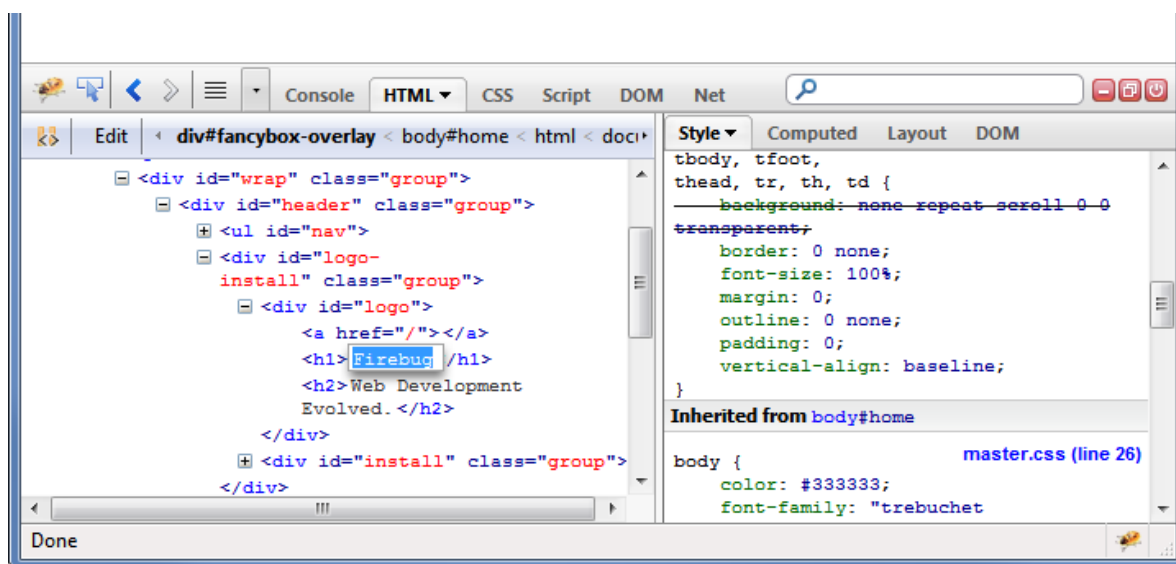 Console HTML CSS Script DOM Net
Edit div#fancybox-overlay < body#home < html < docu
<div id="wrap" class="group">
<div id="header" class="group">
<ul id="nav">
<div id="logo-
install" class="group">
<div id="logo">
<a href="/"></a>
<h1>Firebug/h1>
<h2>Web Development
Evolved.</h2>
</div>
<div id="install" class="group">
</div>
Style Computed Layout DOM
tbody, tfoot,
thead, tr, th, td {
background: none repeat scroll 0 0
transparent;
border: 0 none;
font-size: 100%;
margin: 0;
outline: 0 none;
padding: 0;
vertical-align: baseline;
}
Inherited from body#home
body {
master.css (line 26)
color: #333333;
font-family: "trebuchet
Done